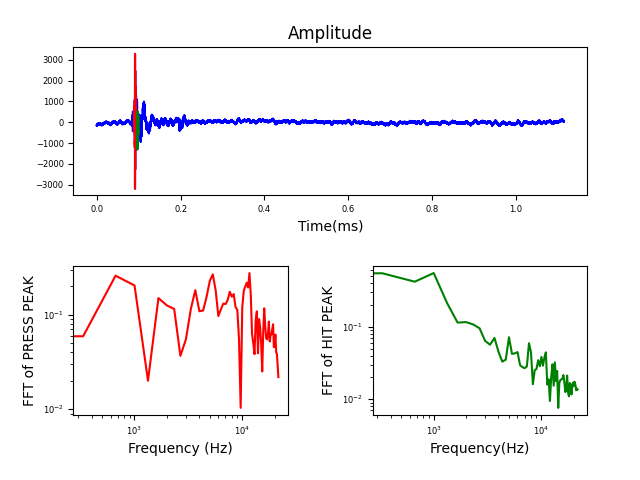 Amplitude
3000
2000
1000
0
−1000
−2000
−3000
0.0 0.2 0.4 0.6 0.8 1.0
Time(ms)
FFT of PRESS PEAK
10⁻¹
10⁻²
10³ 10⁴
Frequency (Hz)
FFT of HIT PEAK
10⁻¹
10⁻²
10³ 10⁴
Frequency(Hz)